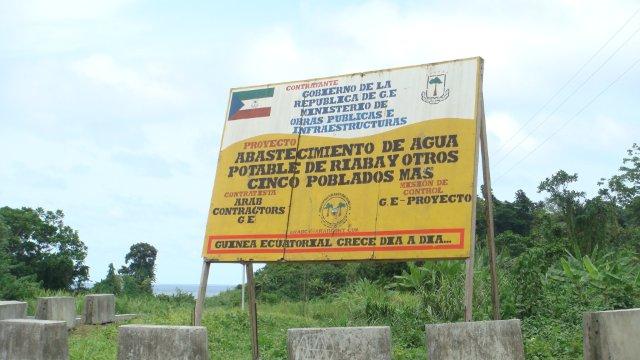 CONTRATANTE
GOBIERNO DE LA
REPUBLICA DE G.E
MINISTERIO DE
OBRAS PUBLICAS E
INFRAESTRUCTURAS
PROYECTO
ABASTECIMIENTO DE AGUA
POTABLE DE RIABA Y OTROS
CINCO POBLADOS MAS
CONTRATISTA
ARAB
CONTRACTORS
G E
MISION DE
CONTROL
G E-PROYECTO
GUINEA ECUATORIAL CRECE DIA A DIA...